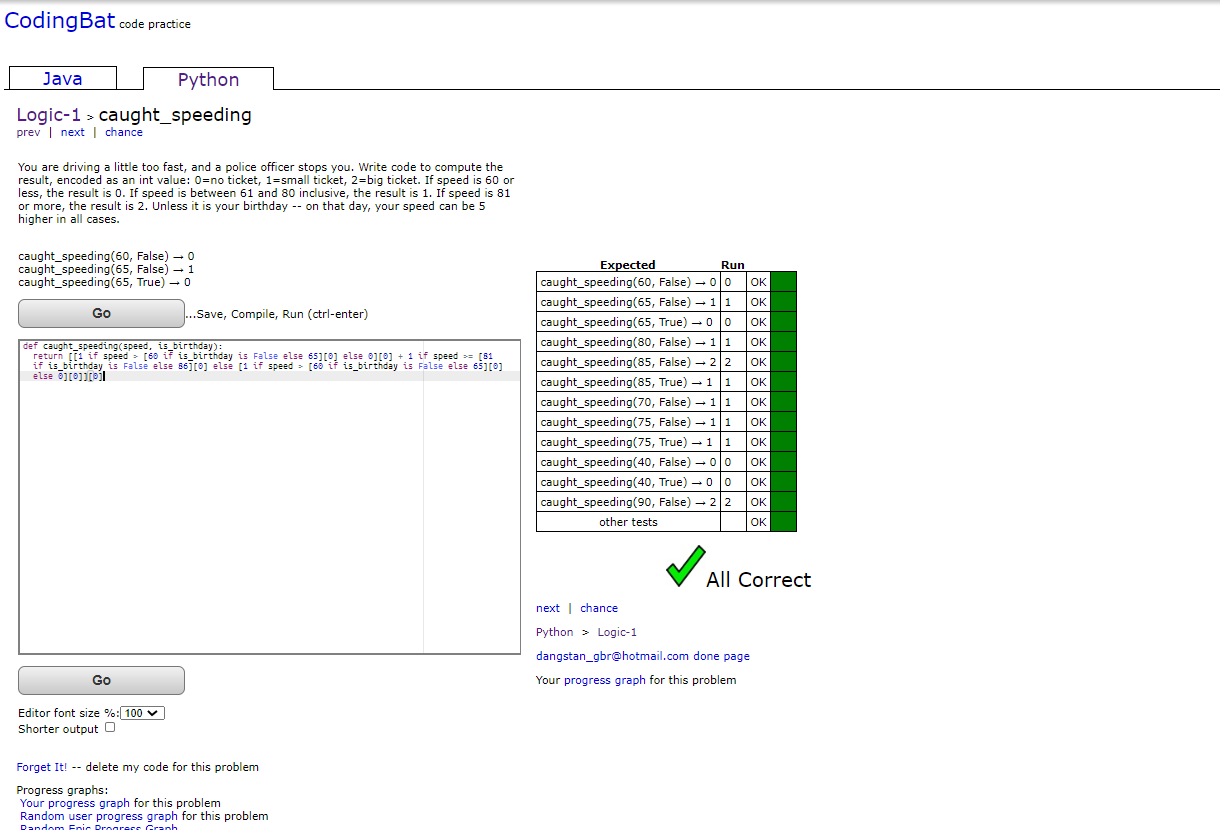 CodingBat code practice
Java
Python
Logic-1 > caught_speeding
prev | next | chance
You are driving a little too fast, and a police officer stops you. Write code to compute the
result, encoded as an int value: 0=no ticket, 1=small ticket, 2=big ticket. If speed is 60 or
less, the result is 0. If speed is between 61 and 80 inclusive, the result is 1. If speed is 81
or more, the result is 2. Unless it is your birthday -- on that day, your speed can be 5
higher in all cases.
caught_speeding(60, False) → 0
caught_speeding(65, False) → 1
caught_speeding(65, True) → 0
Go
...Save, Compile, Run (ctrl-enter)
def caught_speeding(speed, is_birthday):
return [[1 if speed > [60 if is_birthday is False else 65][0] else 0][0] + 1 if speed >= [81
if is_birthday is False else 86][0] else [1 if speed > [60 if is_birthday is False else 65][0]
else 0][0]][0]
Go
Editor font size %: 100
Shorter output
Forget It! -- delete my code for this problem
Progress graphs:
Your progress graph for this problem
Random user progress graph for this problem
Random Epic Progress Graph
Expected Run
caught_speeding(60, False) → 0 0 OK
caught_speeding(65, False) → 1 1 OK
caught_speeding(65, True) → 0 0 OK
caught_speeding(80, False) → 1 1 OK
caught_speeding(85, False) → 2 2 OK
caught_speeding(85, True) → 1 1 OK
caught_speeding(70, False) → 1 1 OK
caught_speeding(75, False) → 1 1 OK
caught_speeding(75, True) → 1 1 OK
caught_speeding(40, False) → 0 0 OK
caught_speeding(40, True) → 0 0 OK
caught_speeding(90, False) → 2 2 OK
other tests OK
All Correct
next | chance
Python > Logic-1
dangstan_gbr@hotmail.com done page
Your progress graph for this problem